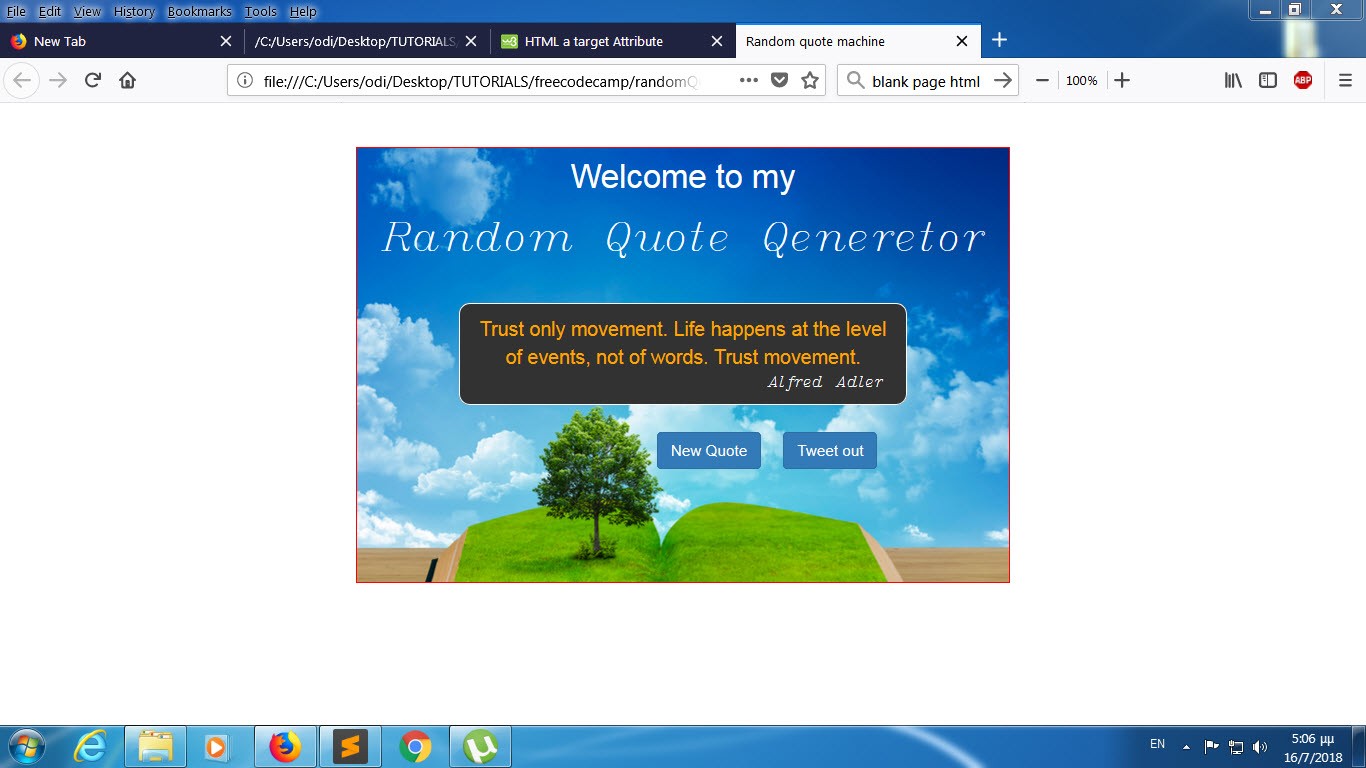 File Edit View History Bookmarks Tools Help
New Tab
/C:/Users/odi/Desktop/TUTORIALS/
HTML a target Attribute
Random quote machine
file:///C:/Users/odi/Desktop/TUTORIALS/freecodecamp/randomQ
blank page html
100%
ABP
Welcome to my
Random Quote Qeneretor
Trust only movement. Life happens at the level
of events, not of words. Trust movement.
Alfred Adler
New Quote
Tweet out
EN
5:06 μμ
16/7/2018